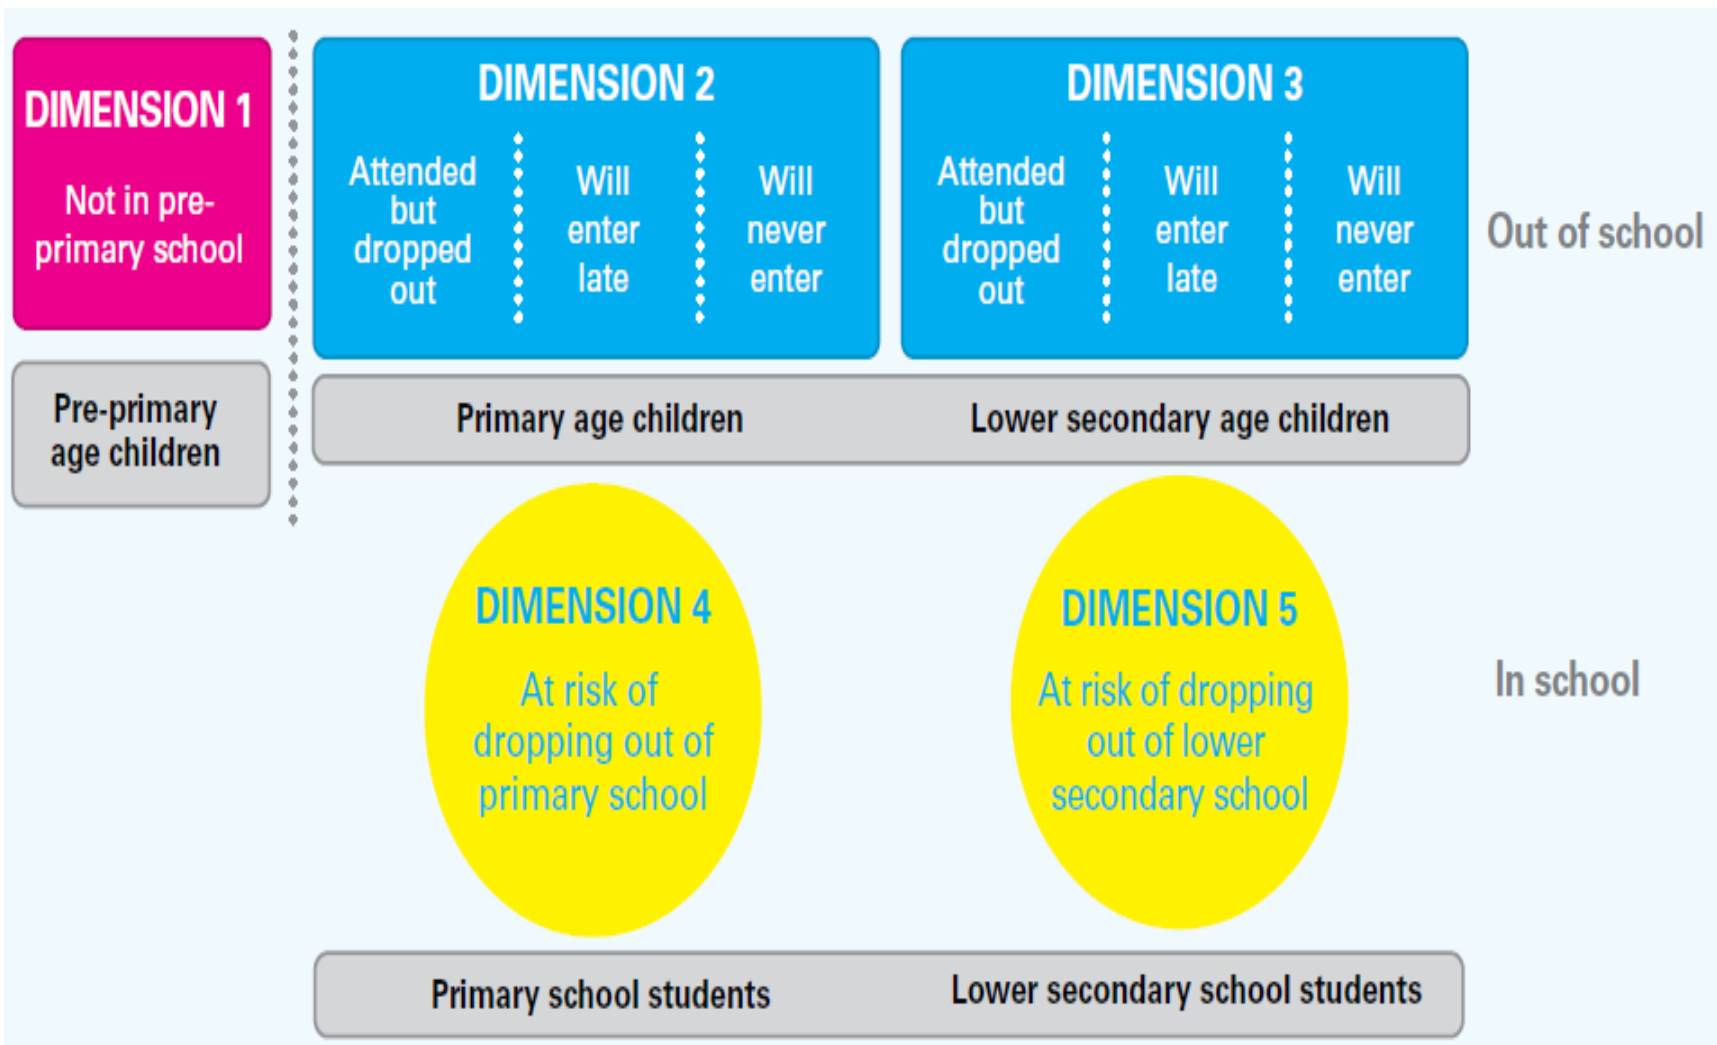 DIMENSION 1
Not in pre-
primary school
Pre-primary
age children
DIMENSION 2
Attended
but
dropped
out
Will
enter
late
Will
never
enter
DIMENSION 3
Attended
but
dropped
out
Will
enter
late
Will
never
enter
Out of school
Primary age children
Lower secondary age children
DIMENSION 4
At risk of
dropping out of
primary school
DIMENSION 5
At risk of dropping
out of lower
secondary school
In school
Primary school students
Lower secondary school students